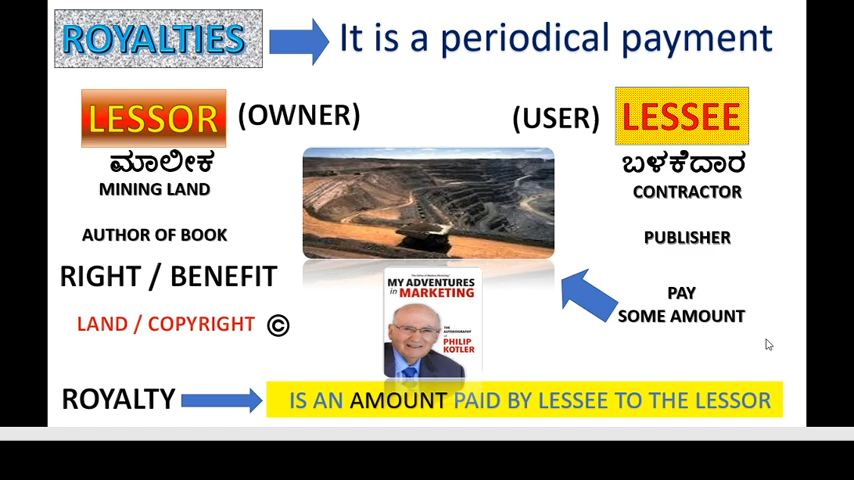 ROYALTIES It is a periodical payment
LESSOR (OWNER) (USER) LESSEE
ಮಾಲೀಕ ಬಳಕೆದಾರ
MINING LAND CONTRACTOR
AUTHOR OF BOOK PUBLISHER
RIGHT / BENEFIT
LAND / COPYRIGHT ©
MY ADVENTURES
in MARKETING
THE
AUTOBIOGRAPHY
of
PHILIP
KOTLER
PAY
SOME AMOUNT
ROYALTY IS AN AMOUNT PAID BY LESSEE TO THE LESSOR